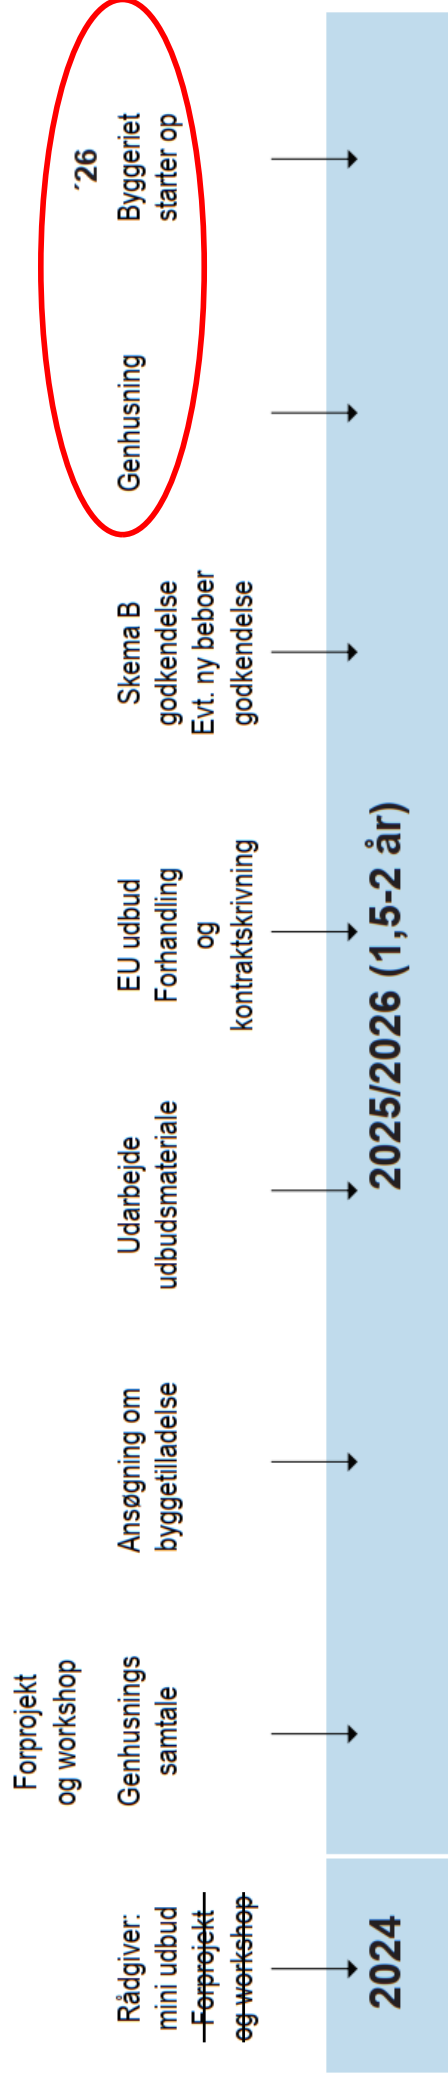 Rådgiver:
mini udbud
Forprojekt
og workshop
Forprojekt
og workshop
Genhusnings
samtale
Ansøgning om
byggetilladelse
Udarbejde
udbudsmateriale
EU udbud
Forhandling
og
kontraktskrivning
Skema B
godkendelse
Evt. ny beboer
godkendelse
Genhusning
´26
Byggeriet
starter op
2024
2025/2026 (1,5-2 år)